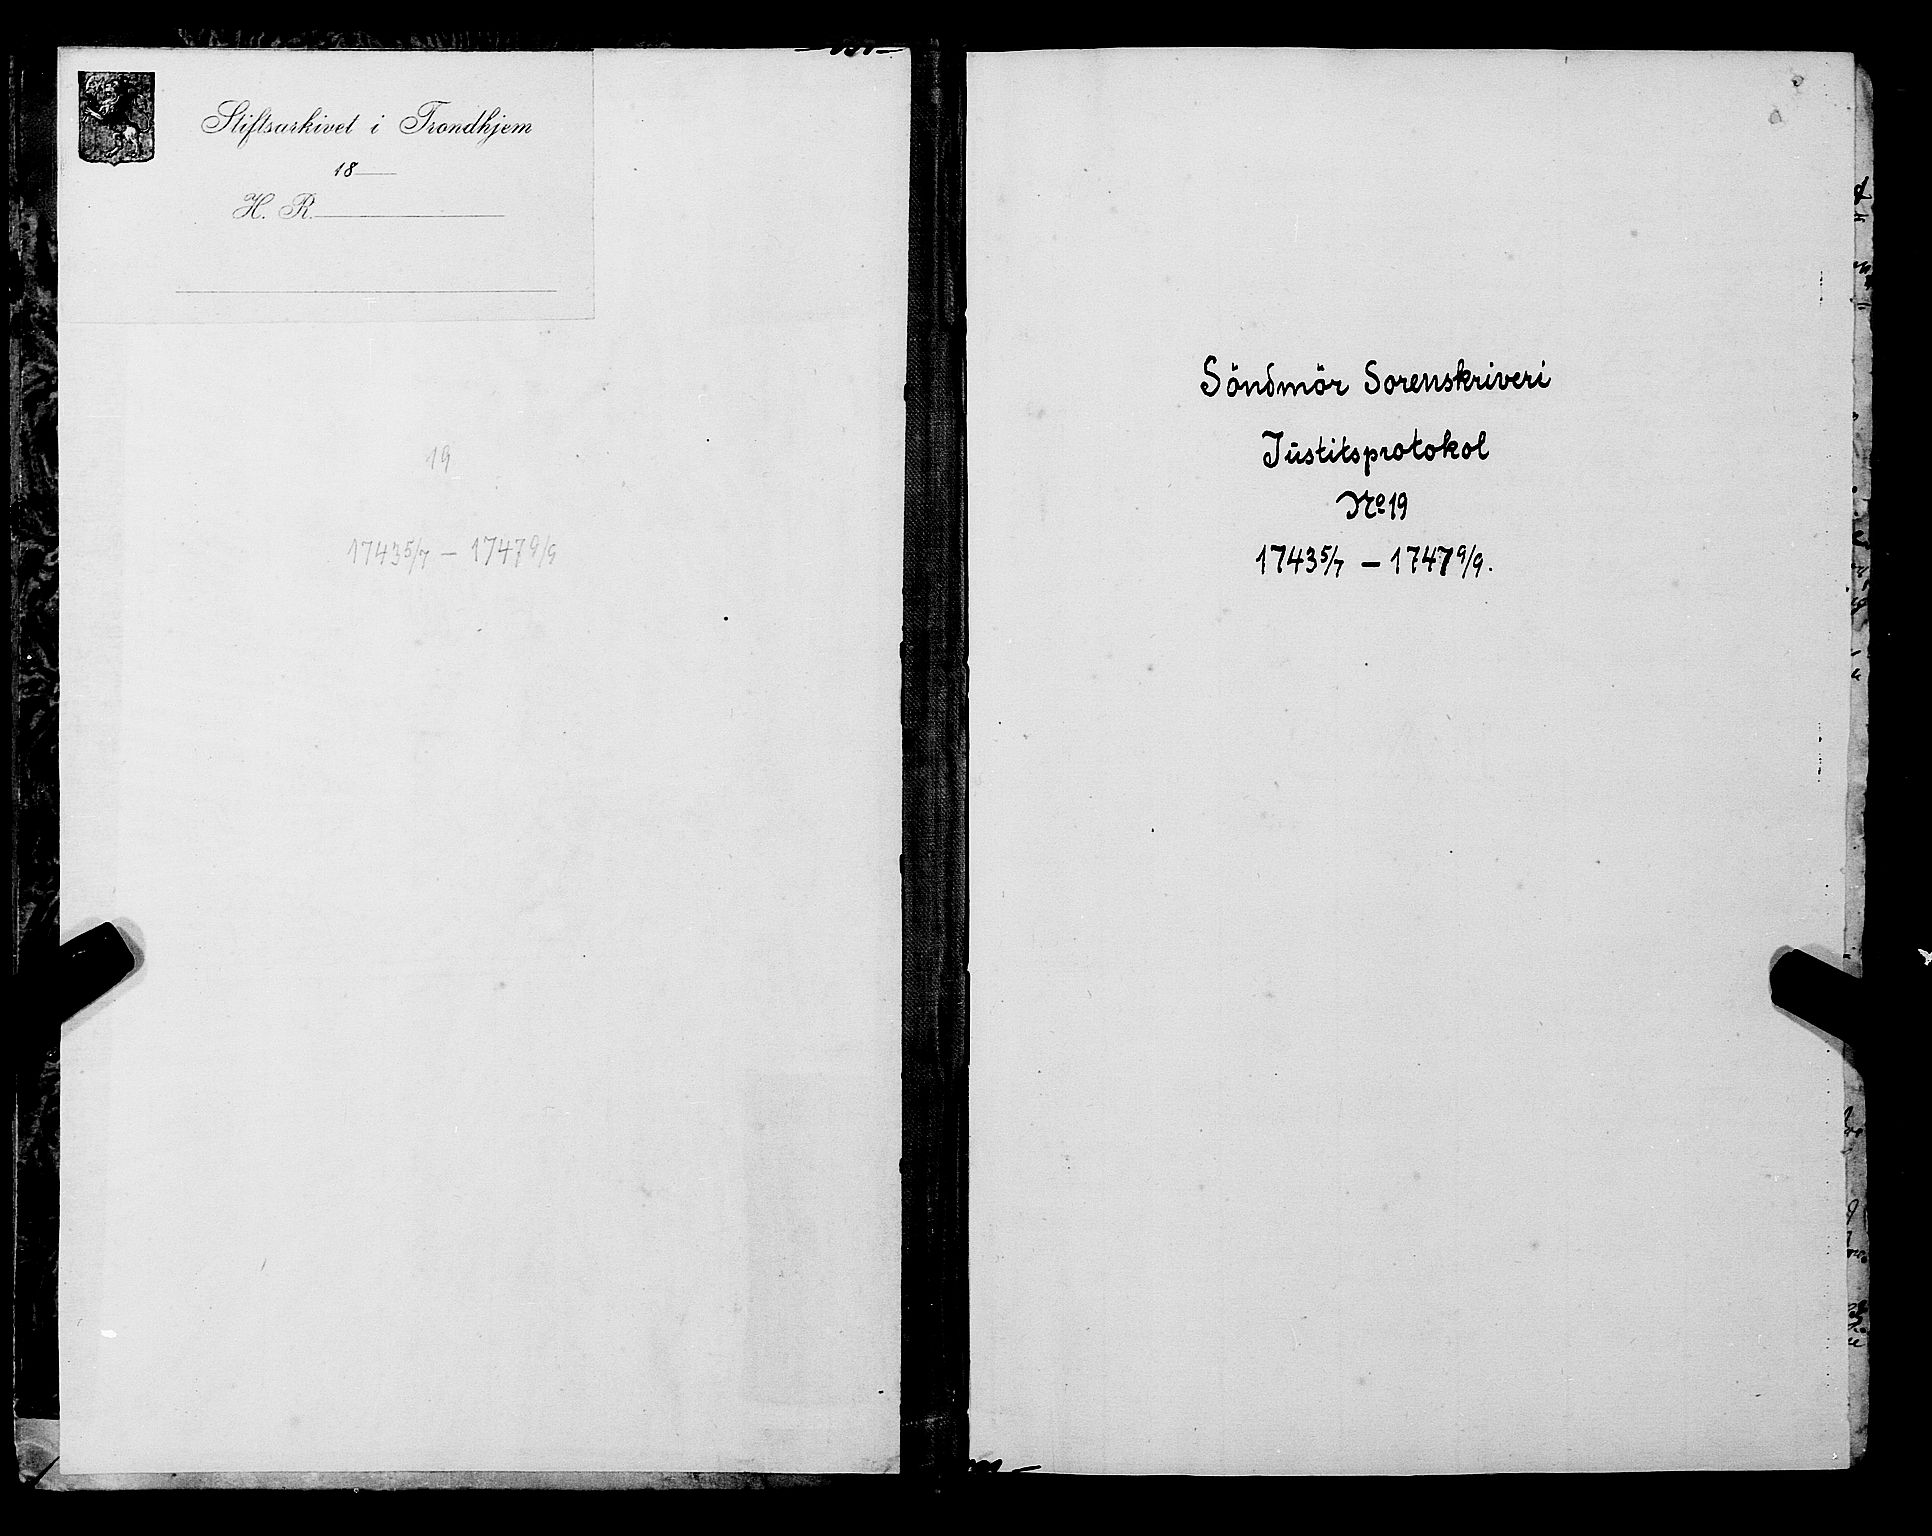 Stiftsarkivet i Trondhjem
18
H. R.
19
1743 5/7 — 1747 9/9
Söndmör Sorenskriveri
Justitsprotokol
No 19
1743 5/7 — 1747 9/9.